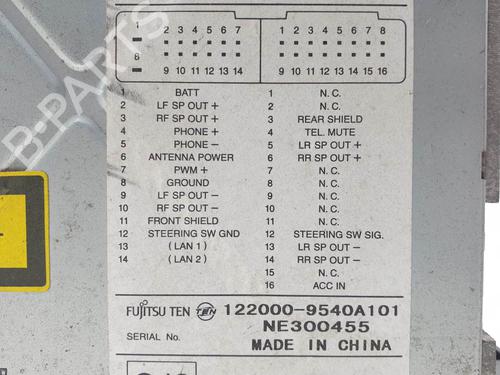 1 2 3 4 5 6 7 1 2 3 4 5 6 7 8
8 9 10 11 12 13 14 9 10 11 12 13 14 15 16
1 BATT 1 N.C.
2 LF SP OUT + 2 N.C.
3 RF SP OUT + 3 REAR SHIELD
4 PHONE + 4 TEL. MUTE
5 PHONE − 5 LR SP OUT +
6 ANTENNA POWER 6 RR SP OUT +
7 PWM + 7 N.C.
8 GROUND 8 N.C.
9 LF SP OUT − 9 N.C.
10 RF SP OUT − 10 N.C.
11 FRONT SHIELD 11 N.C.
12 STEERING SW GND 12 STEERING SW SIG.
13 ( LAN 1 ) 13 LR SP OUT −
14 ( LAN 2 ) 14 RR SP OUT −
15 N.C.
16 ACC IN
FUJITSU TEN TEN 122000-9540A101
NE300455
SERIAL No. MADE IN CHINA
B-PARTS